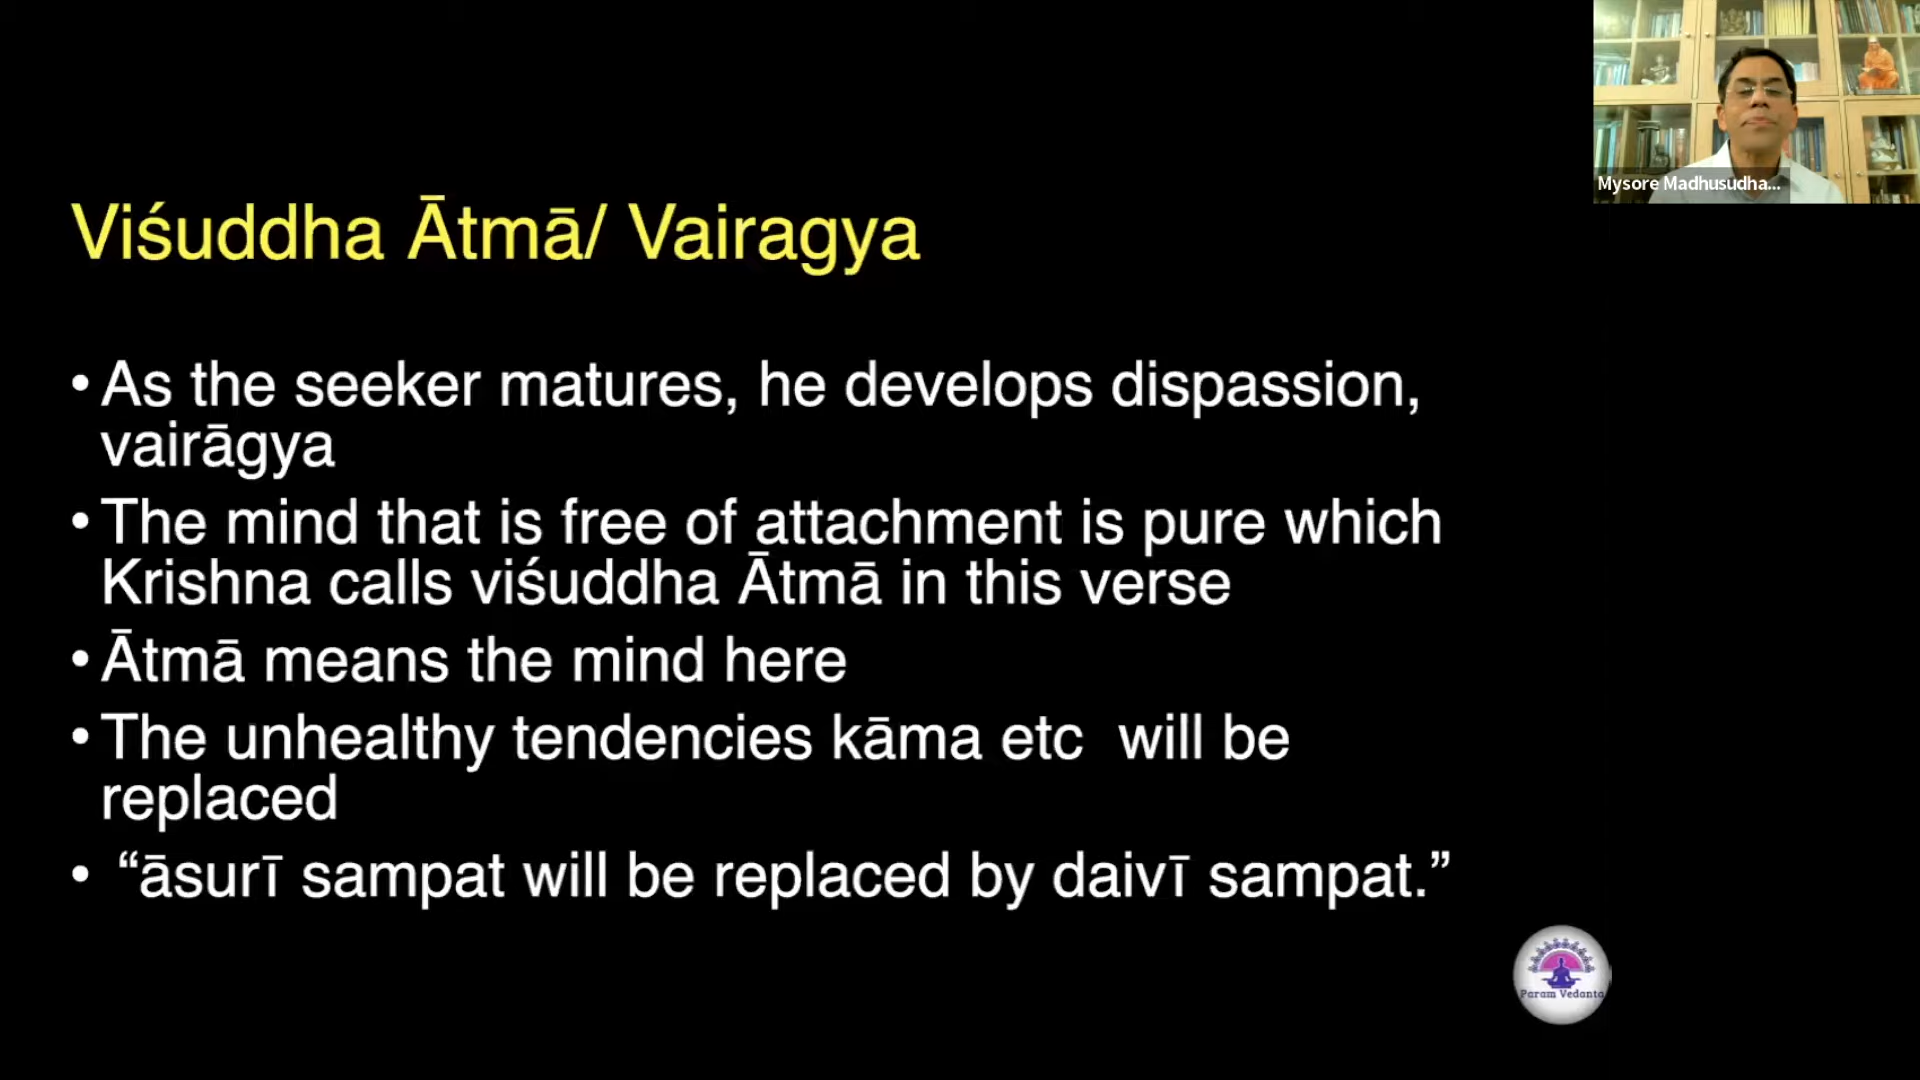 Mysore Madhusudha...
Viśuddha Ātmā/ Vairagya
•As the seeker matures, he develops dispassion,
vairāgya
•The mind that is free of attachment is pure which
Krishna calls viśuddha Ātmā in this verse
•Ātmā means the mind here
•The unhealthy tendencies kāma etc  will be
replaced
• “āsurī sampat will be replaced by daivī sampat.”
Param Vedanta